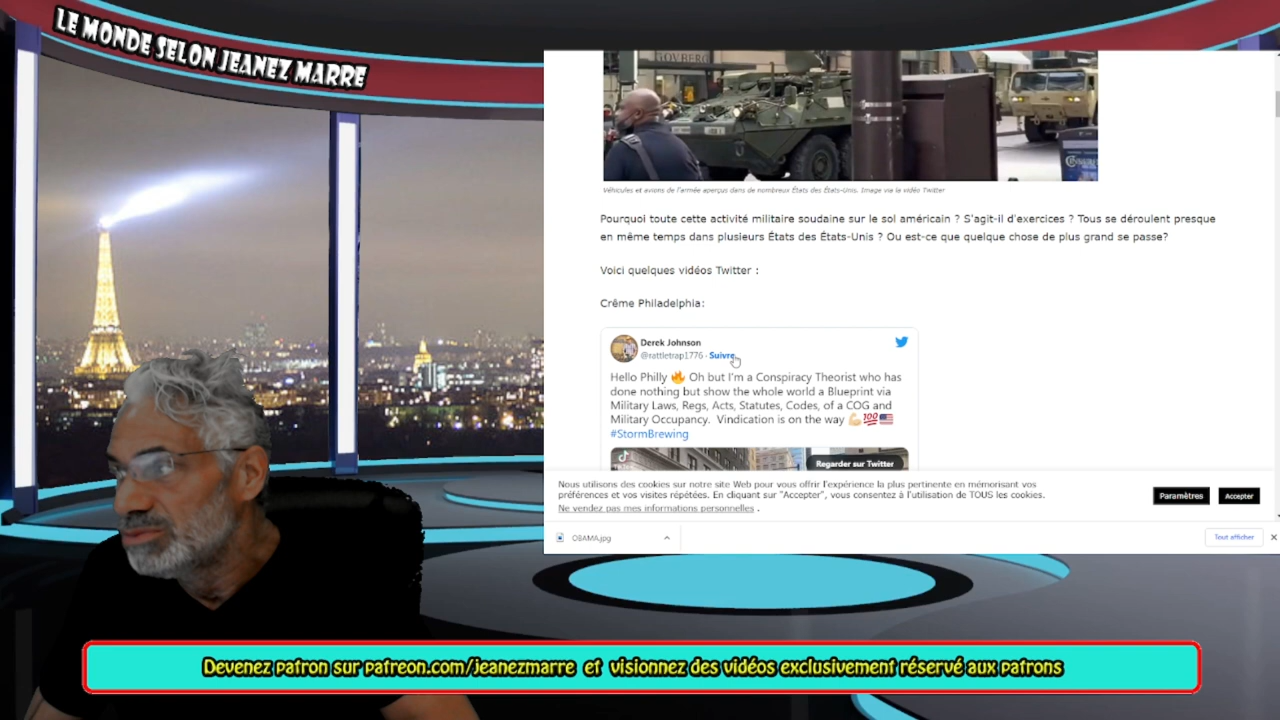 LE MONDE SELON JEANEZ MARRE
GOVBERG
Véhicules et avions de l'armée aperçus dans de nombreux États des États-Unis. Image via la vidéo Twitter
Pourquoi toute cette activité militaire soudaine sur le sol américain ? S'agit-il d'exercices ? Tous se déroulent presque
en même temps dans plusieurs États des États-Unis ? Ou est-ce que quelque chose de plus grand se passe?
Voici quelques vidéos Twitter :
Crême Philadelphia:
Derek Johnson
@rattletrap1776 · Suivre
Hello Philly 🔥 Oh but I'm a Conspiracy Theorist who has
done nothing but show the whole world a Blueprint via
Military Laws, Regs, Acts, Statutes, Codes, of a COG and
Military Occupancy. Vindication is on the way 💪🏼💯🇺🇸
#StormBrewing
Regarder sur Twitter
Nous utilisons des cookies sur notre site Web pour vous offrir l'expérience la plus pertinente en mémorisant vos
préférences et vos visites répétées. En cliquant sur "Accepter", vous consentez à l'utilisation de TOUS les cookies.
Ne vendez pas mes informations personnelles .
Paramètres
Accepter
OBAMA.jpg
Tout afficher
Devenez patron sur patreon.com/jeanezmarre et visionnez des vidéos exclusivement réservé aux patrons